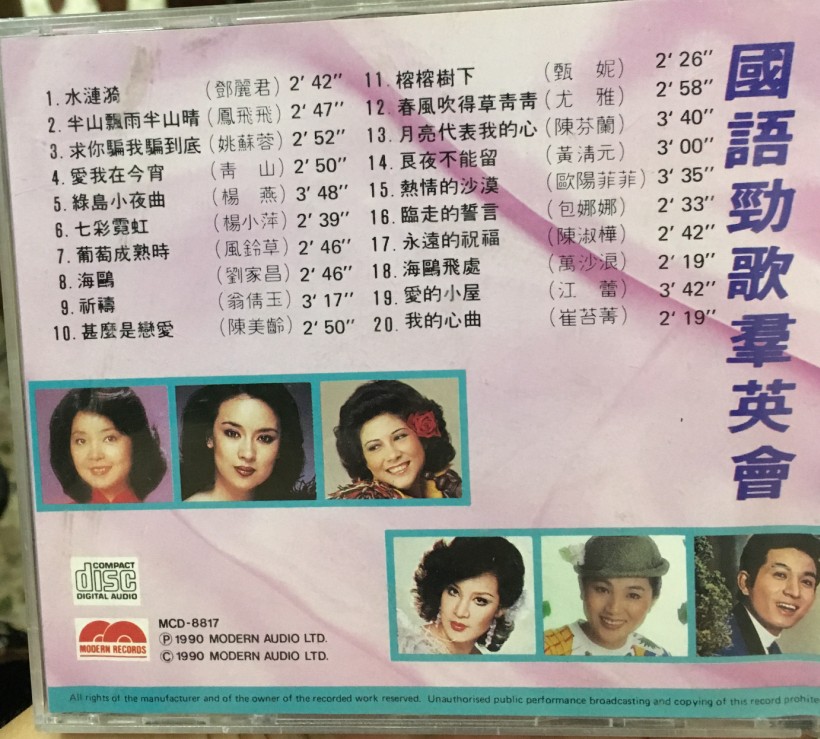 1. 水漣漪 (鄧麗君) 2' 42"
2. 半山飄雨半山晴 (鳳飛飛) 2' 47"
3. 求你騙我騙到底 (姚蘇蓉) 2' 52"
4. 愛我在今宵 (青 山) 2' 50"
5. 綠島小夜曲 (楊 燕) 3' 48"
6. 七彩霓虹 (楊小萍) 2' 39"
7. 葡萄成熟時 (風鈴草) 2' 46"
8. 海鷗 (劉家昌) 2' 46"
9. 祈禱 (翁倩玉) 3' 17"
10. 甚麼是戀愛 (陳美齡) 2' 50"
11. 榕榕樹下 (甄 妮) 2' 26"
12. 春風吹得草青青 (尤 雅) 2' 58"
13. 月亮代表我的心 (陳芬蘭) 3' 40"
14. 良夜不能留 (黃清元) 3' 00"
15. 熱情的沙漠 (歐陽菲菲) 3' 35"
16. 臨走的誓言 (包娜娜) 2' 33"
17. 永遠的祝福 (陳淑樺) 2' 42"
18. 海鷗飛處 (萬沙浪) 2' 19"
19. 愛的小屋 (江 蕾) 3' 42"
20. 我的心曲 (崔苔菁) 2' 19"
國語勁歌羣英會
COMPACT
disc
DIGITAL AUDIO
MODERN RECORDS
MCD-8817
Ⓟ 1990 MODERN AUDIO LTD.
© 1990 MODERN AUDIO LTD.
All rights of the manufacturer and of the owner of the recorded work reserved. Unauthorised public performance broadcasting and copying of this record prohibite